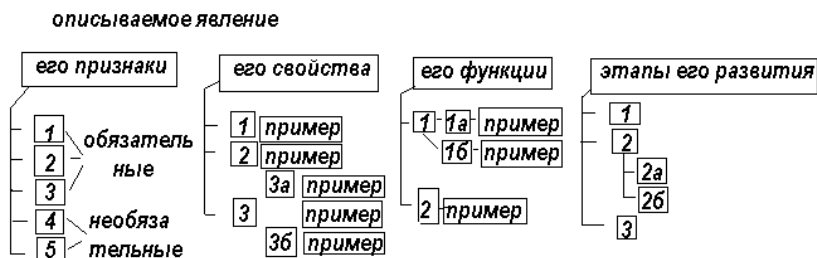 описываемое явление
его признаки
1
2
3
обязатель
ные
4
5
необяза
тельные
его свойства
1 пример
2 пример
3а пример
3 пример
3б пример
его функции
1 1а пример
1б пример
2 пример
этапы его развития
1
2
2а
2б
3